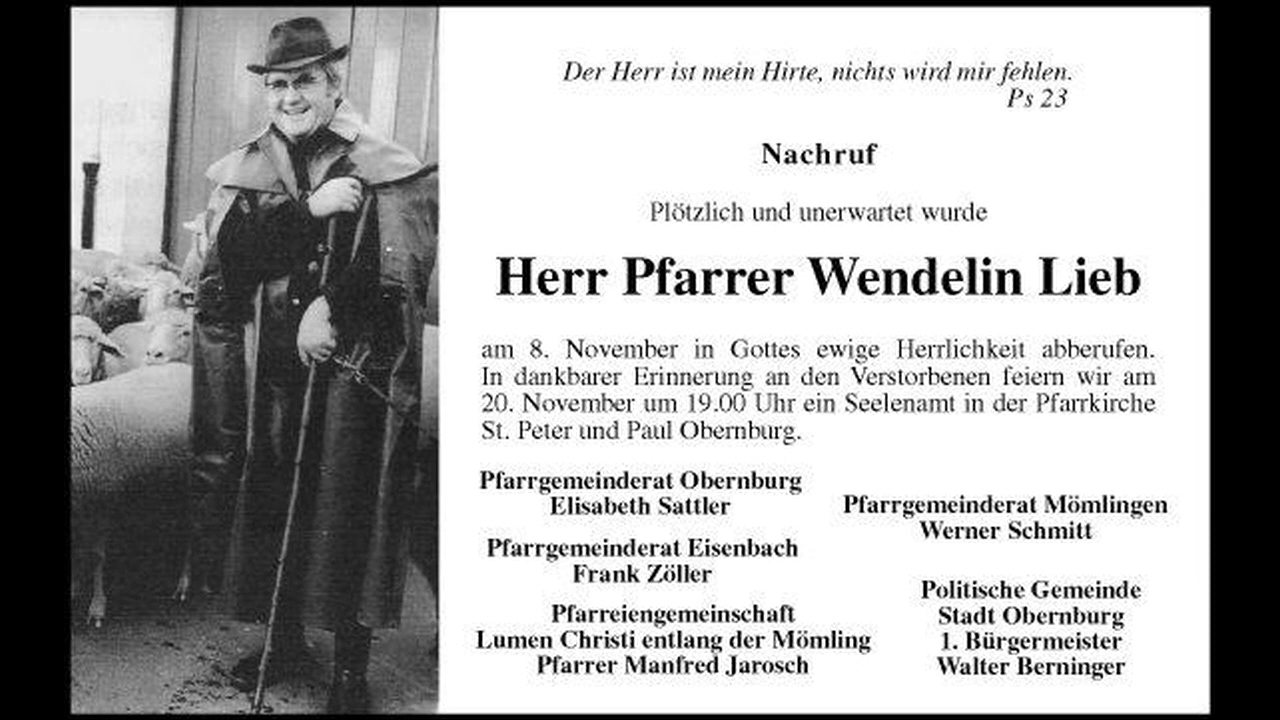 Der Herr ist mein Hirte, nichts wird mir fehlen.
Ps 23
Nachruf
Plötzlich und unerwartet wurde
Herr Pfarrer Wendelin Lieb
am 8. November in Gottes ewige Herrlichkeit abberufen.
In dankbarer Erinnerung an den Verstorbenen feiern wir am
20. November um 19.00 Uhr ein Seelenamt in der Pfarrkirche
St. Peter und Paul Obernburg.
Pfarrgemeinderat Obernburg
Elisabeth Sattler
Pfarrgemeinderat Eisenbach
Frank Zöller
Pfarreiengemeinschaft
Lumen Christi entlang der Mömling
Pfarrer Manfred Jarosch
Pfarrgemeinderat Mömlingen
Werner Schmitt
Politische Gemeinde
Stadt Obernburg
1. Bürgermeister
Walter Berninger